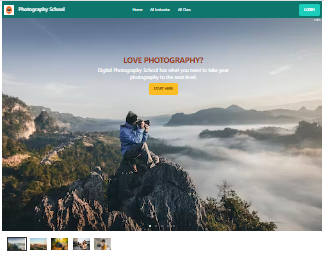 Photography School
Home All Instructor All Class
LOGIN
LOVE PHOTOGRAPHY?
Digital Photography School has what you need to take your
photography to the next level.
START HERE